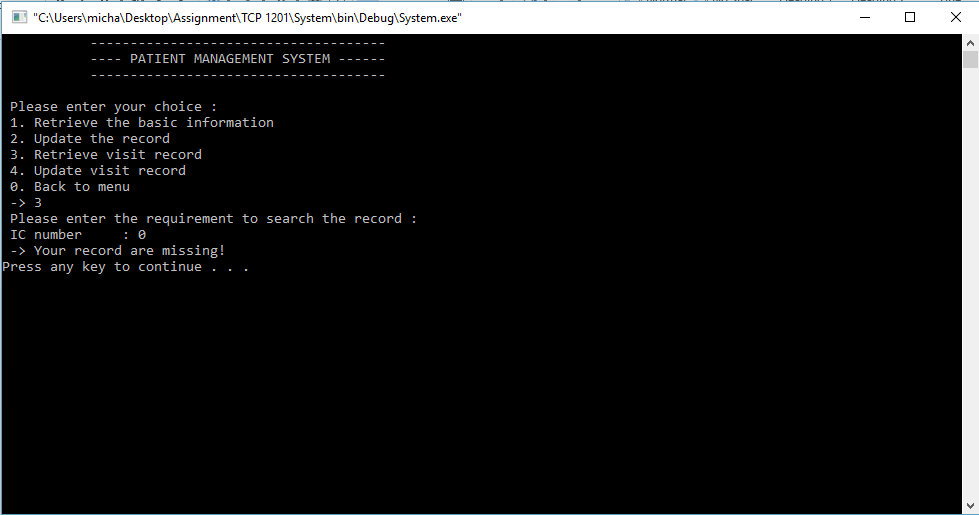 "C:\Users\micha\Desktop\Assignment\TCP 1201\System\bin\Debug\System.exe"
-------------------------------------
---- PATIENT MANAGEMENT SYSTEM ------
-------------------------------------
Please enter your choice :
1. Retrieve the basic information
2. Update the record
3. Retrieve visit record
4. Update visit record
0. Back to menu
-> 3
Please enter the requirement to search the record :
IC number     : 0
-> Your record are missing!
Press any key to continue . . .